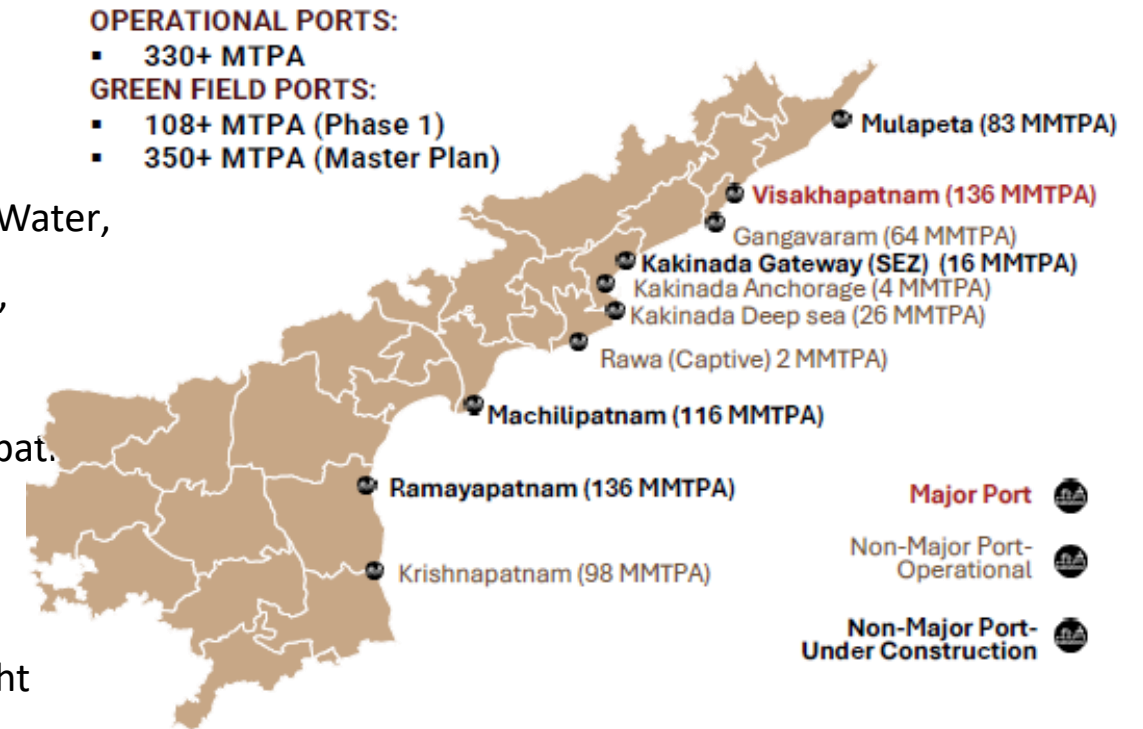 OPERATIONAL PORTS:
▪ 330+ MTPA
GREEN FIELD PORTS:
▪ 108+ MTPA (Phase 1)
▪ 350+ MTPA (Master Plan)
Water,
,
Mulapeta (83 MMTPA)
Visakhapatnam (136 MMTPA)
Gangavaram (64 MMTPA)
Kakinada Gateway (SEZ) (16 MMTPA)
Kakinada Anchorage (4 MMTPA)
Kakinada Deep sea (26 MMTPA)
Rawa (Captive) 2 MMTPA)
Machilipatnam (116 MMTPA)
Ramayapatnam (136 MMTPA)
Krishnapatnam (98 MMTPA)
Major Port
Non-Major Port-
Operational
Non-Major Port-
Under Construction
ht